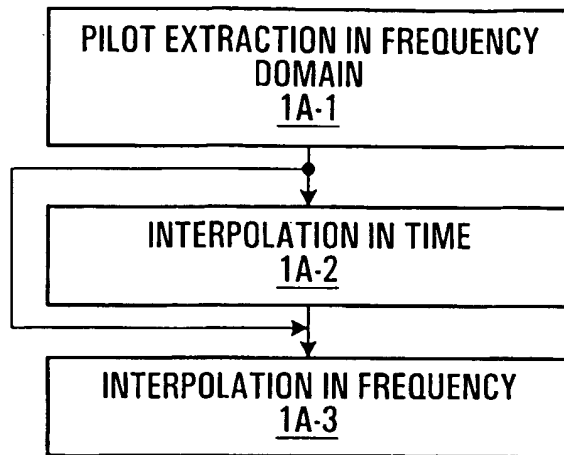 PILOT EXTRACTION IN FREQUENCY
DOMAIN
1A-1
INTERPOLATION IN TIME
1A-2
INTERPOLATION IN FREQUENCY
1A-3